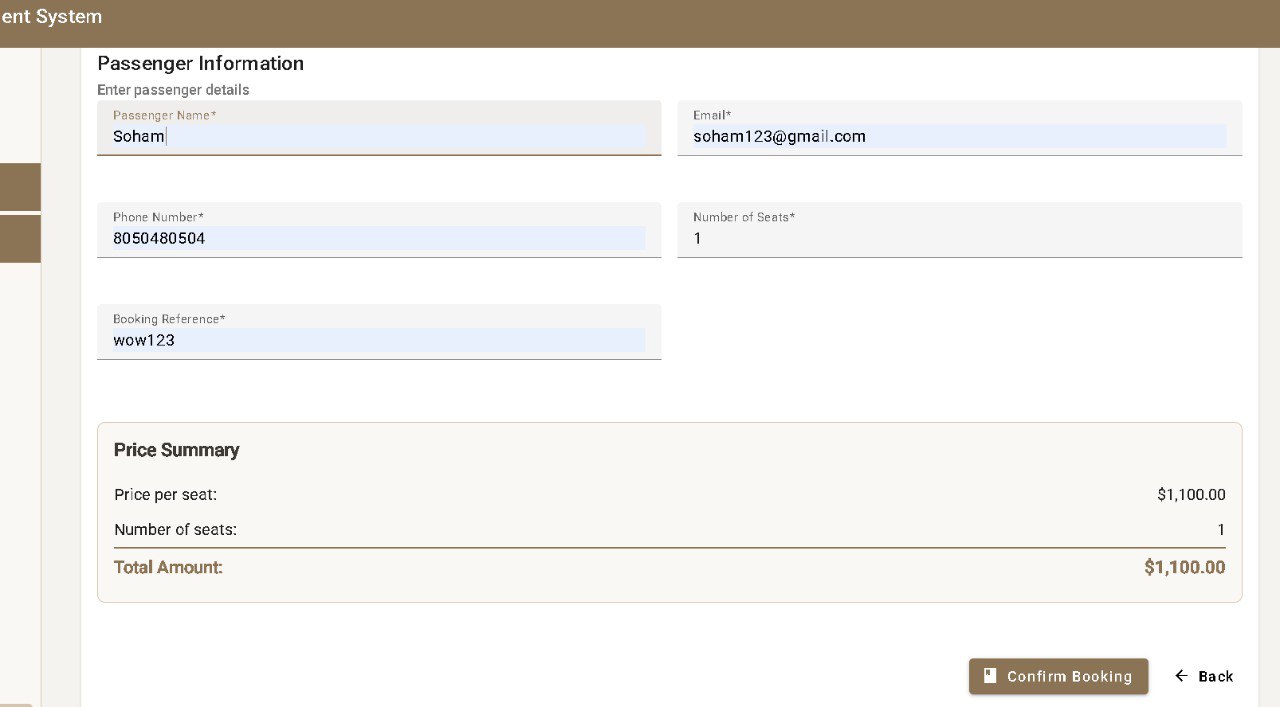 ent System
Passenger Information
Enter passenger details
Passenger Name*
Soham
Email*
soham123@gmail.com
Phone Number*
8050480504
Number of Seats*
1
Booking Reference*
wow123
Price Summary
Price per seat: $1,100.00
Number of seats: 1
Total Amount: $1,100.00
Confirm Booking
Back